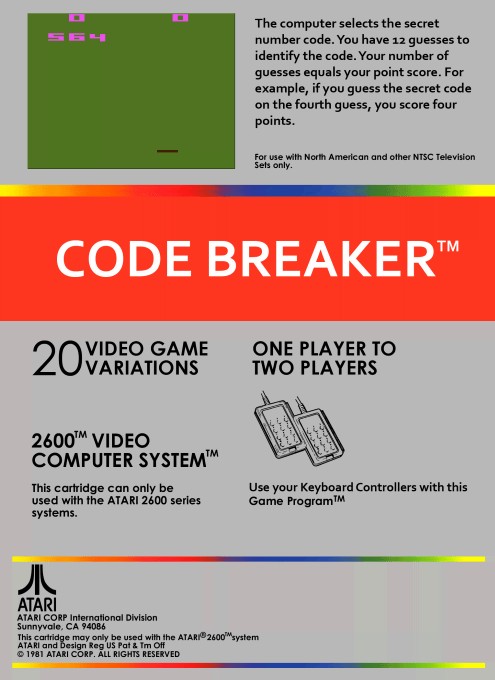 0 0
564
The computer selects the secret
number code. You have 12 guesses to
identify the code. Your number of
guesses equals your point score. For
example, if you guess the secret code
on the fourth guess, you score four
points.
For use with North American and other NTSC Television
Sets only.
CODE BREAKER™
20 VIDEO GAME
VARIATIONS
ONE PLAYER TO
TWO PLAYERS
2600™ VIDEO
COMPUTER SYSTEM™
This cartridge can only be
used with the ATARI 2600 series
systems.
Use your Keyboard Controllers with this
Game Program™
ATARI
ATARI CORP International Division
Sunnyvale, CA 94086
This cartridge may only be used with the ATARI® 2600™system
ATARI and Design Reg US Pat & Tm Off
© 1981 ATARI CORP. ALL RIGHTS RESERVED